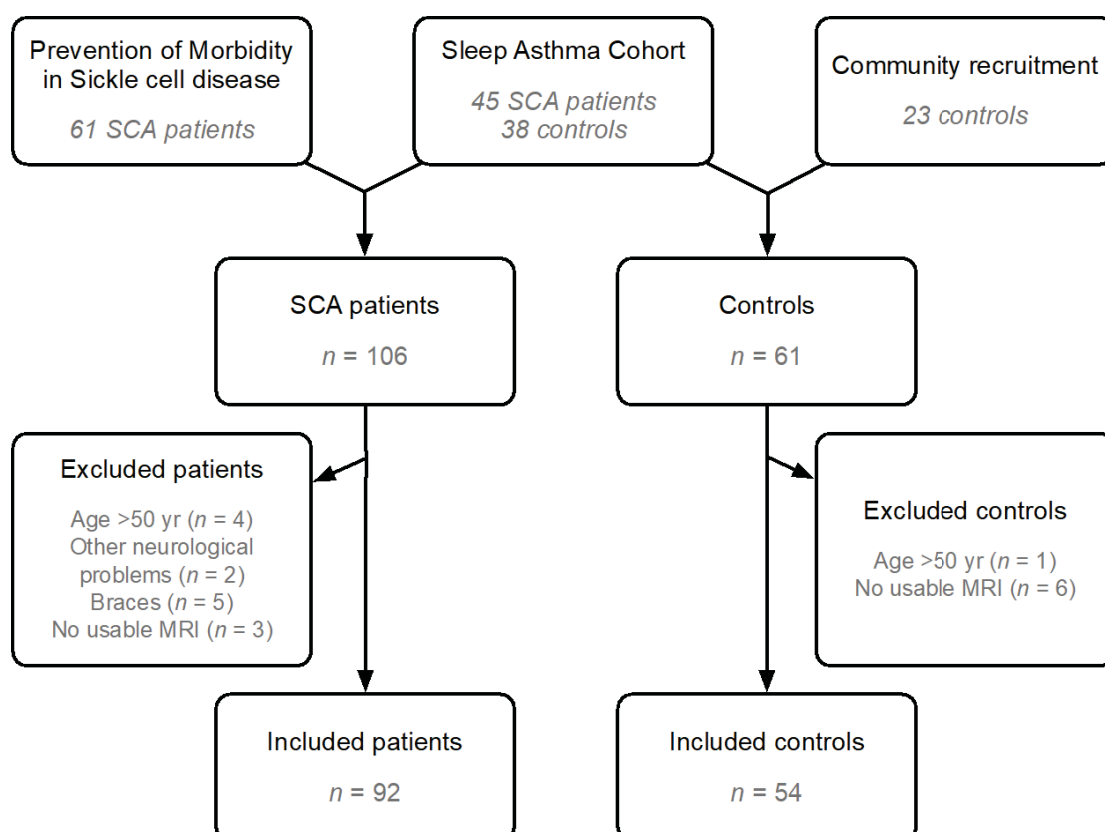 Prevention of Morbidity
in Sickle cell disease
61 SCA patients
Sleep Asthma Cohort
45 SCA patients
38 controls
Community recruitment
23 controls
SCA patients
n = 106
Controls
n = 61
Excluded patients
Age >50 yr (n = 4)
Other neurological
problems (n = 2)
Braces (n = 5)
No usable MRI (n = 3)
Excluded controls
Age >50 yr (n = 1)
No usable MRI (n = 6)
Included patients
n = 92
Included controls
n = 54